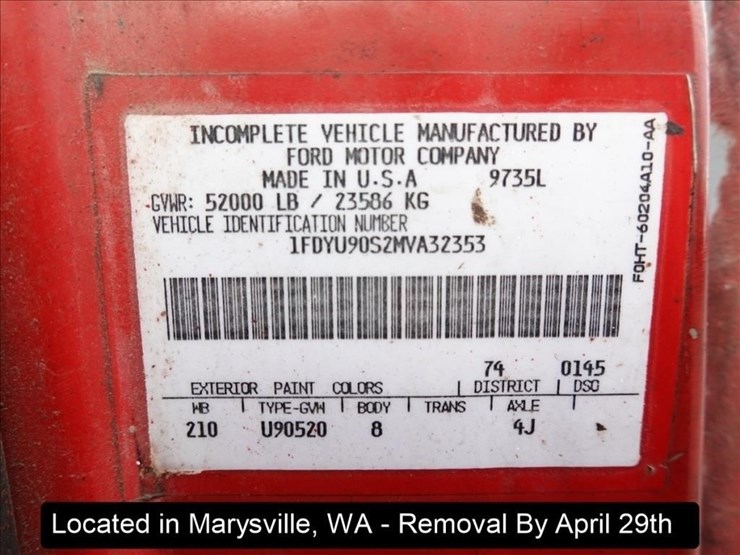 INCOMPLETE VEHICLE MANUFACTURED BY
FORD MOTOR COMPANY
MADE IN U.S.A 9735L
GVWR: 52000 LB / 23586 KG
VEHICLE IDENTIFICATION NUMBER
1FDYU90S2MVA32353
F0HT-60204A10-AA
74 0145
EXTERIOR PAINT COLORS | DISTRICT | DSO
WB | TYPE-GVW | BODY | TRANS | AXLE |
210 U90520 8 4J
Located in Marysville, WA - Removal By April 29th